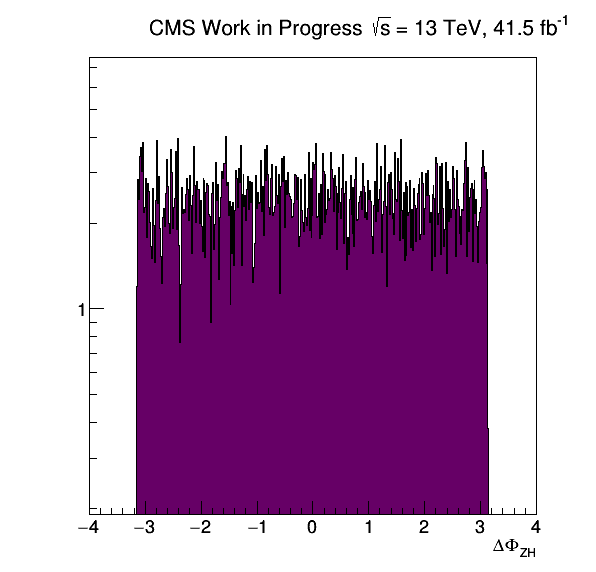 CMS Work in Progress √s = 13 TeV, 41.5 fb⁻¹
1
−4 −3 −2 −1 0 1 2 3 4
ΔΦ_ZH